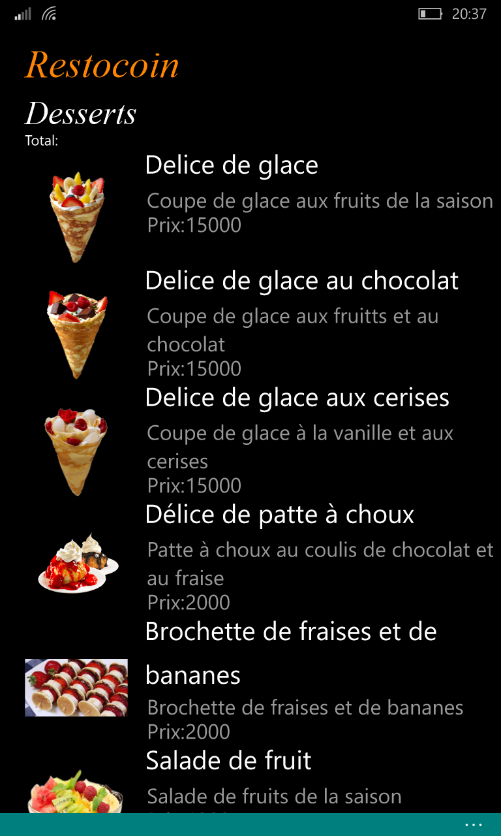 20:37
Restocoin
Desserts
Total:
Delice de glace
Coupe de glace aux fruits de la saison
Prix:15000
Delice de glace au chocolat
Coupe de glace aux fruitts et au
chocolat
Prix:15000
Delice de glace aux cerises
Coupe de glace à la vanille et aux
cerises
Prix:15000
Délice de patte à choux
Patte à choux au coulis de chocolat et
au fraise
Prix:2000
Brochette de fraises et de
bananes
Brochette de fraises et de bananes
Prix:2000
Salade de fruit
Salade de fruits de la saison